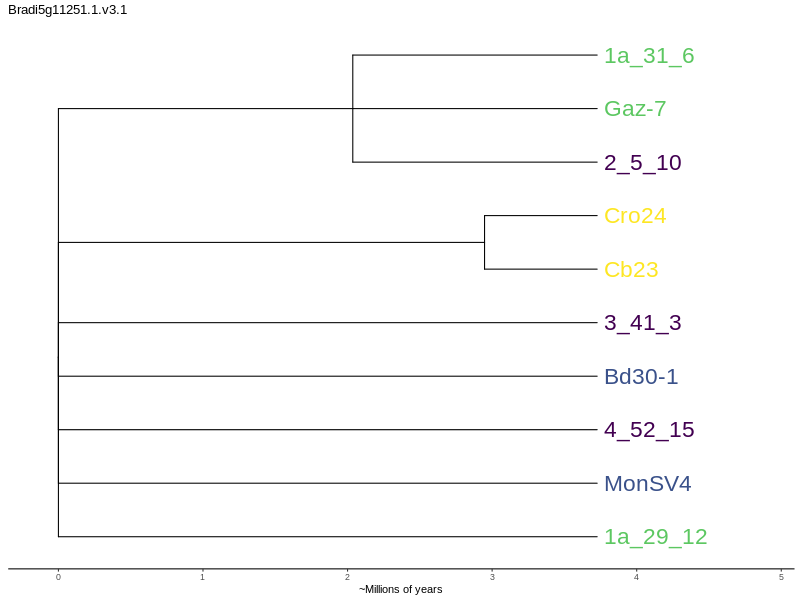 Bradi5g11251.1.v3.1
1a_31_6
Gaz-7
2_5_10
Cro24
Cb23
3_41_3
Bd30-1
4_52_15
MonSV4
1a_29_12
0 1 2 3 4 5
~Millions of years